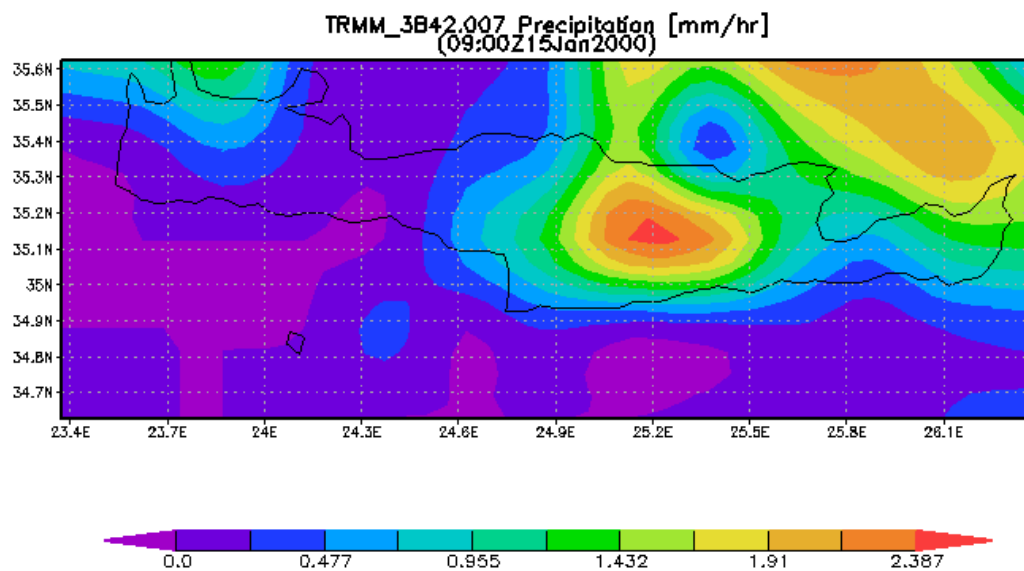 TRMM_3B42.007 Precipitation [mm/hr]
(09:00Z15Jan2000)
35.6N
35.5N
35.4N
35.3N
35.2N
35.1N
35N
34.9N
34.8N
34.7N
23.4E 23.7E 24E 24.3E 24.6E 24.9E 25.2E 25.5E 25.8E 26.1E
0.0 0.477 0.955 1.432 1.91 2.387